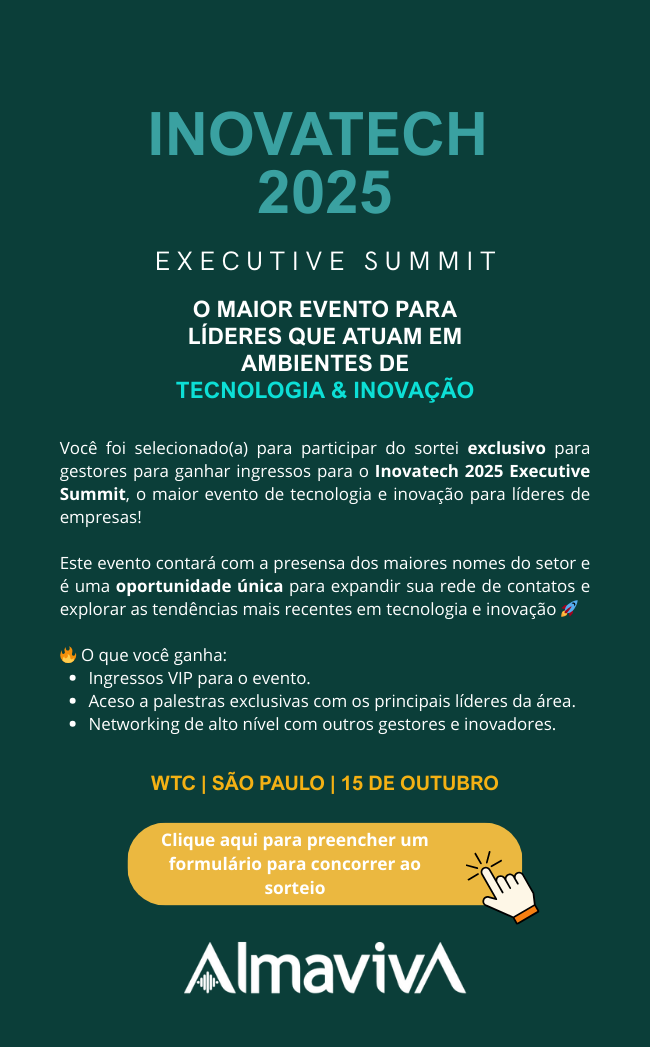 INOVATECH
2025
EXECUTIVE SUMMIT
O MAIOR EVENTO PARA
LÍDERES QUE ATUAM EM
AMBIENTES DE
TECNOLOGIA & INOVAÇÃO
Você foi selecionado(a) para participar do sortei exclusivo para
gestores para ganhar ingressos para o Inovatech 2025 Executive
Summit, o maior evento de tecnologia e inovação para líderes de
empresas!
Este evento contará com a presensa dos maiores nomes do setor e
é uma oportunidade única para expandir sua rede de contatos e
explorar as tendências mais recentes em tecnologia e inovação 🚀
🔥 O que você ganha:
• Ingressos VIP para o evento.
• Aceso a palestras exclusivas com os principais líderes da área.
• Networking de alto nível com outros gestores e inovadores.
WTC | SÃO PAULO | 15 DE OUTUBRO
Clique aqui para preencher um
formulário para concorrer ao
sorteio
AlmavivA